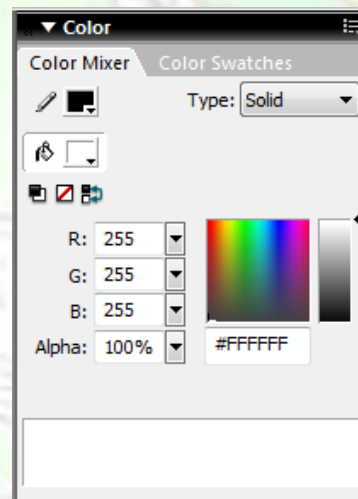 Color
Color Mixer Color Swatches
Type: Solid
R: 255
G: 255
B: 255
Alpha: 100% #FFFFFF